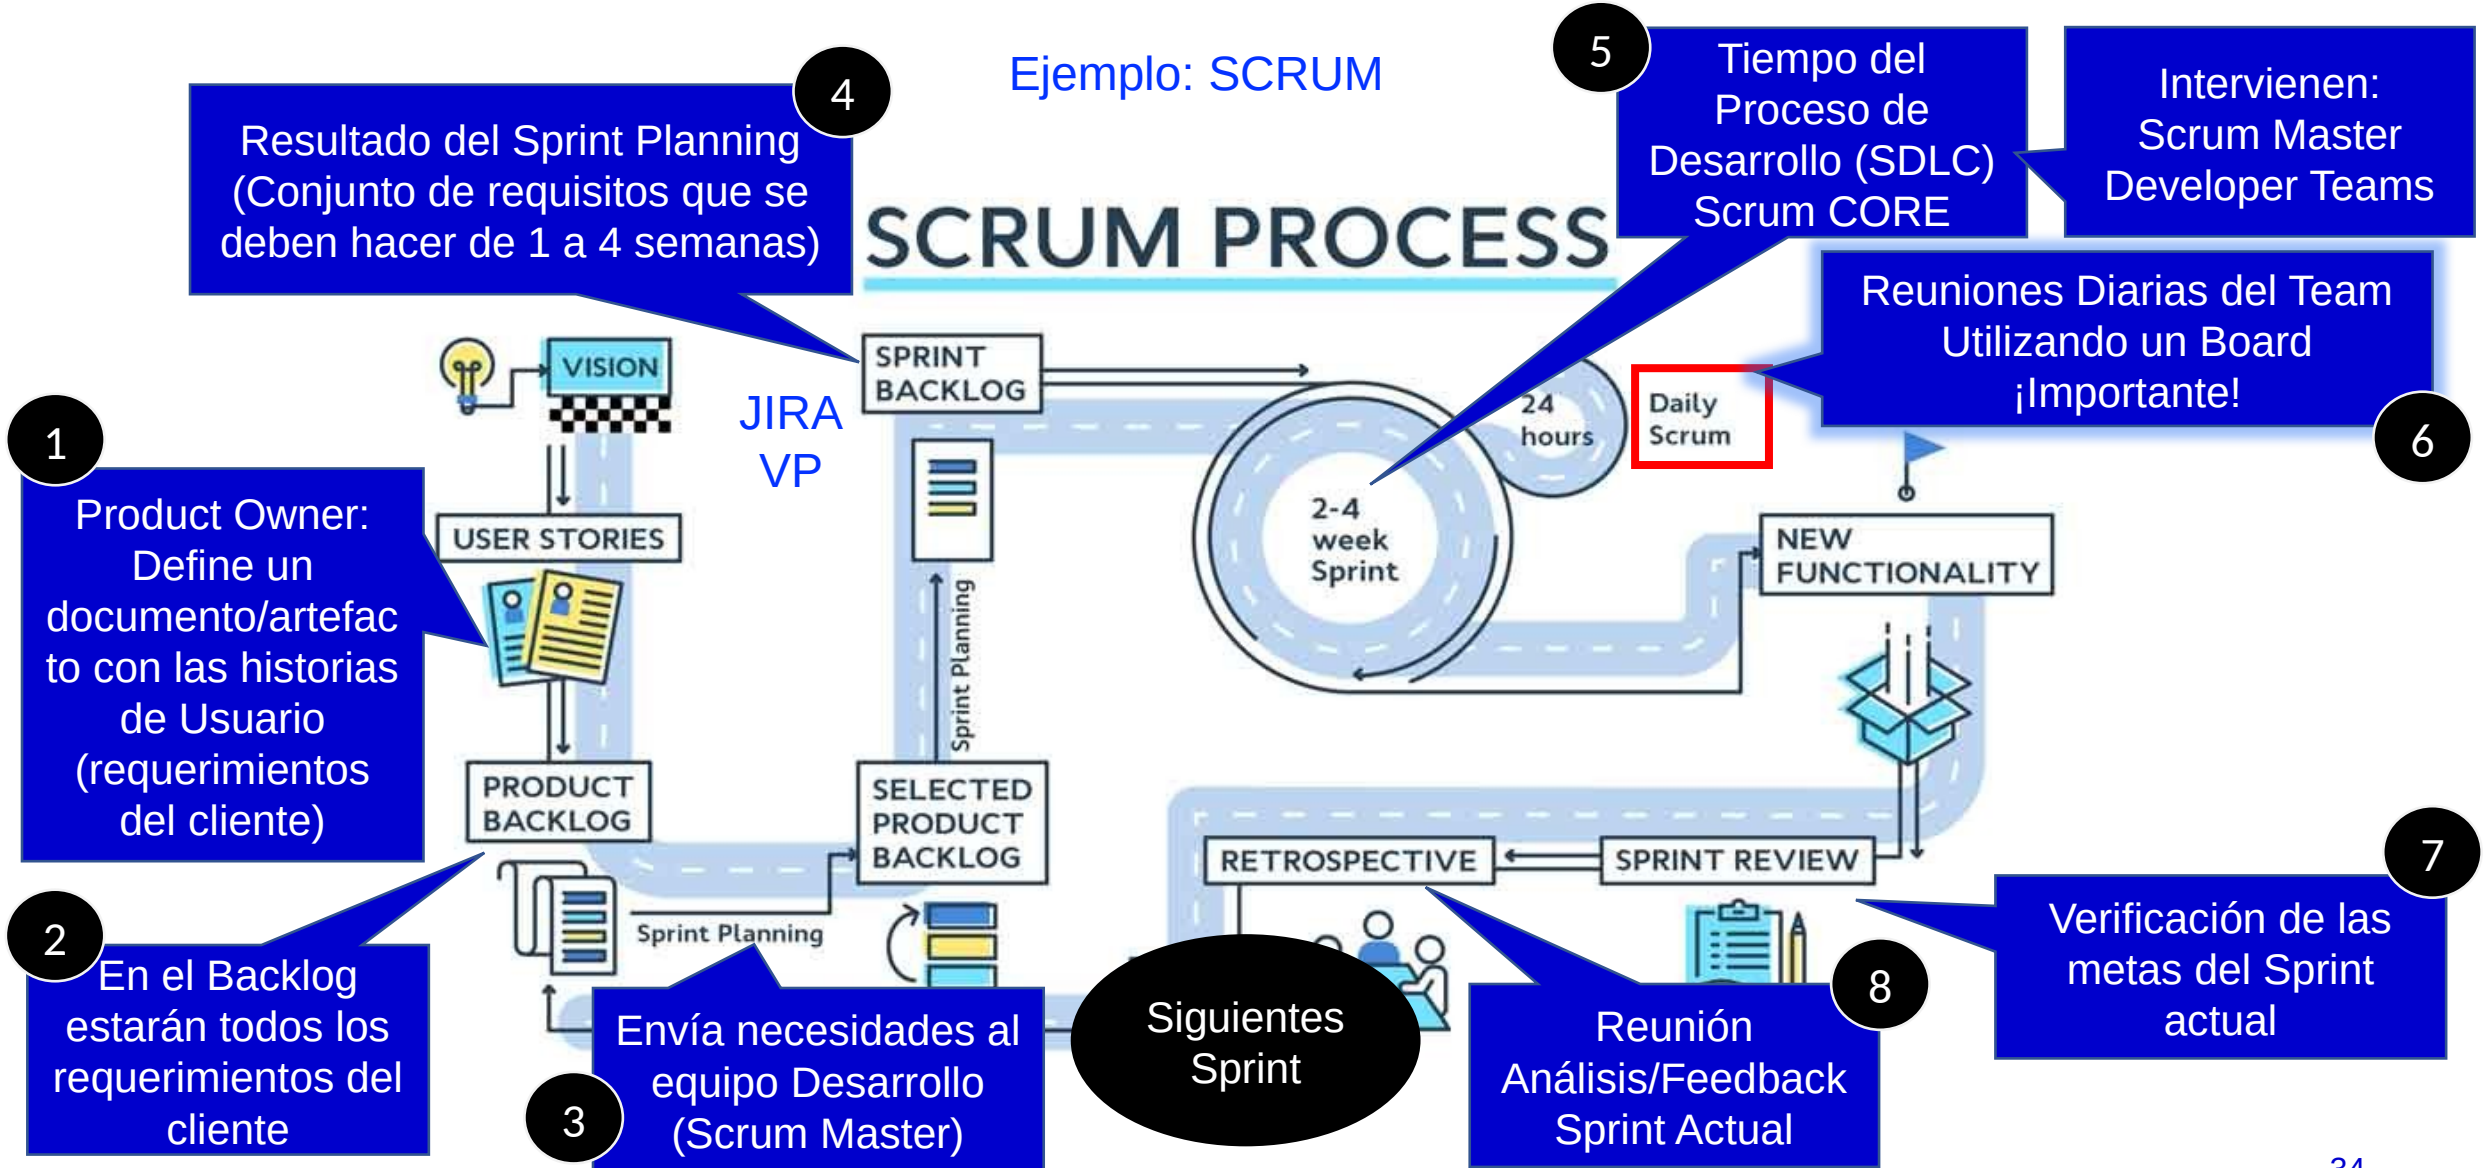 Ejemplo: SCRUM
4
Resultado del Sprint Planning
(Conjunto de requisitos que se
deben hacer de 1 a 4 semanas)
5
Tiempo del
Proceso de
Desarrollo (SDLC)
Scrum CORE
Intervienen:
Scrum Master
Developer Teams
SCRUM PROCESS
Reuniones Diarias del Team
Utilizando un Board
¡Importante!
6
VISION
SPRINT
BACKLOG
JIRA
VP
24
hours
Daily
Scrum
1
Product Owner:
Define un
documento/artefac
to con las historias
de Usuario
(requerimientos
del cliente)
USER STORIES
2-4
week
Sprint
NEW
FUNCTIONALITY
Sprint Planning
PRODUCT
BACKLOG
SELECTED
PRODUCT
BACKLOG
RETROSPECTIVE
SPRINT REVIEW
7
Verificación de las
metas del Sprint
actual
2
En el Backlog
estarán todos los
requerimientos del
cliente
Sprint Planning
3
Envía necesidades al
equipo Desarrollo
(Scrum Master)
Siguientes
Sprint
8
Reunión
Análisis/Feedback
Sprint Actual
34